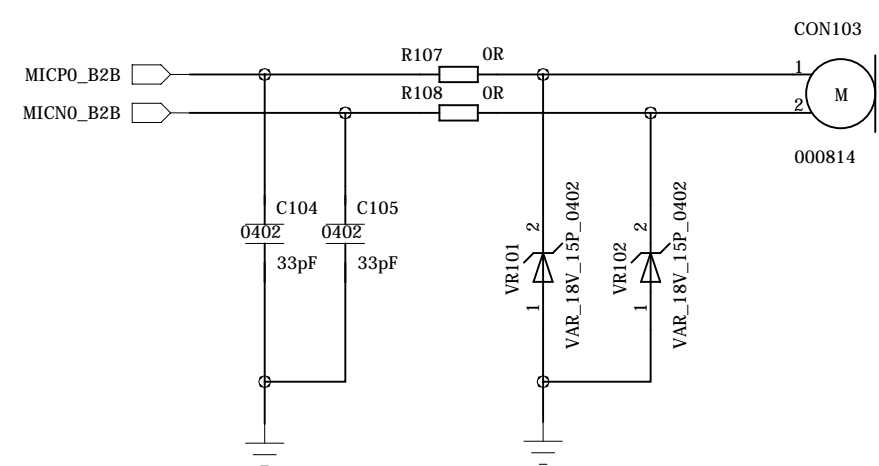 CON103
R107 0R
MICP0_B2B
1
R108 0R
MICN0_B2B
2
M
000814
C104
0402
33pF
C105
0402
33pF
VR101
2
1
VAR_18V_15P_0402
VR102
2
1
VAR_18V_15P_0402